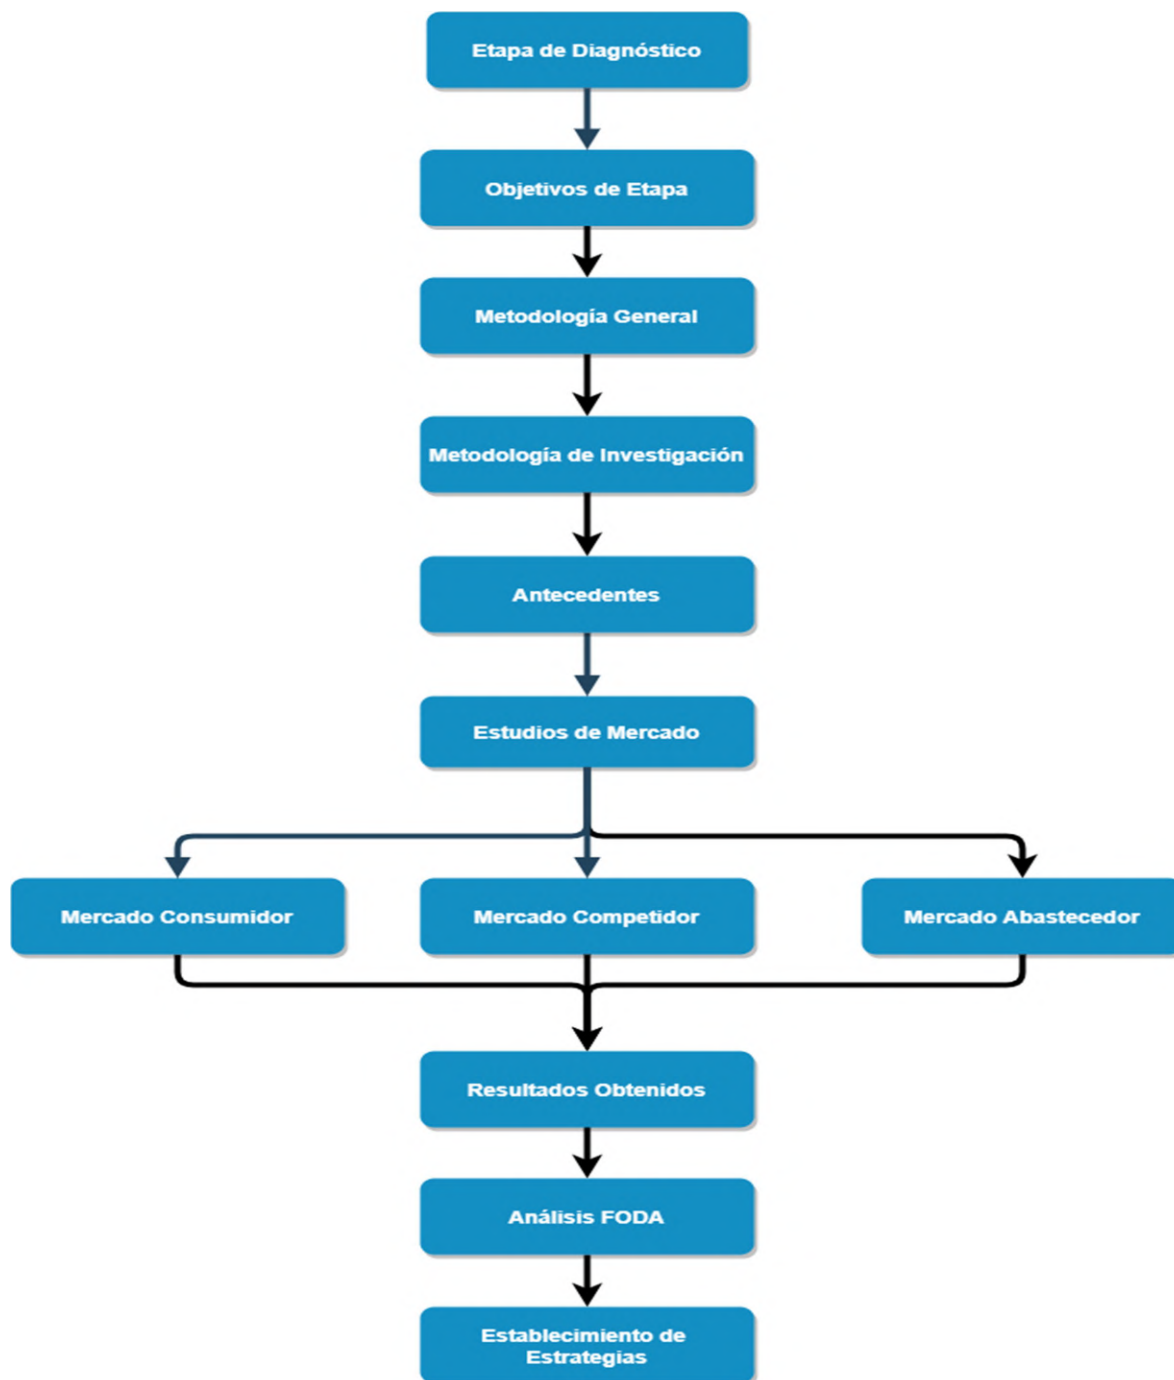 Etapa de Diagnóstico
Objetivos de Etapa
Metodología General
Metodología de Investigación
Antecedentes
Estudios de Mercado
Mercado Consumidor
Mercado Competidor
Mercado Abastecedor
Resultados Obtenidos
Análisis FODA
Establecimiento de
Estrategias